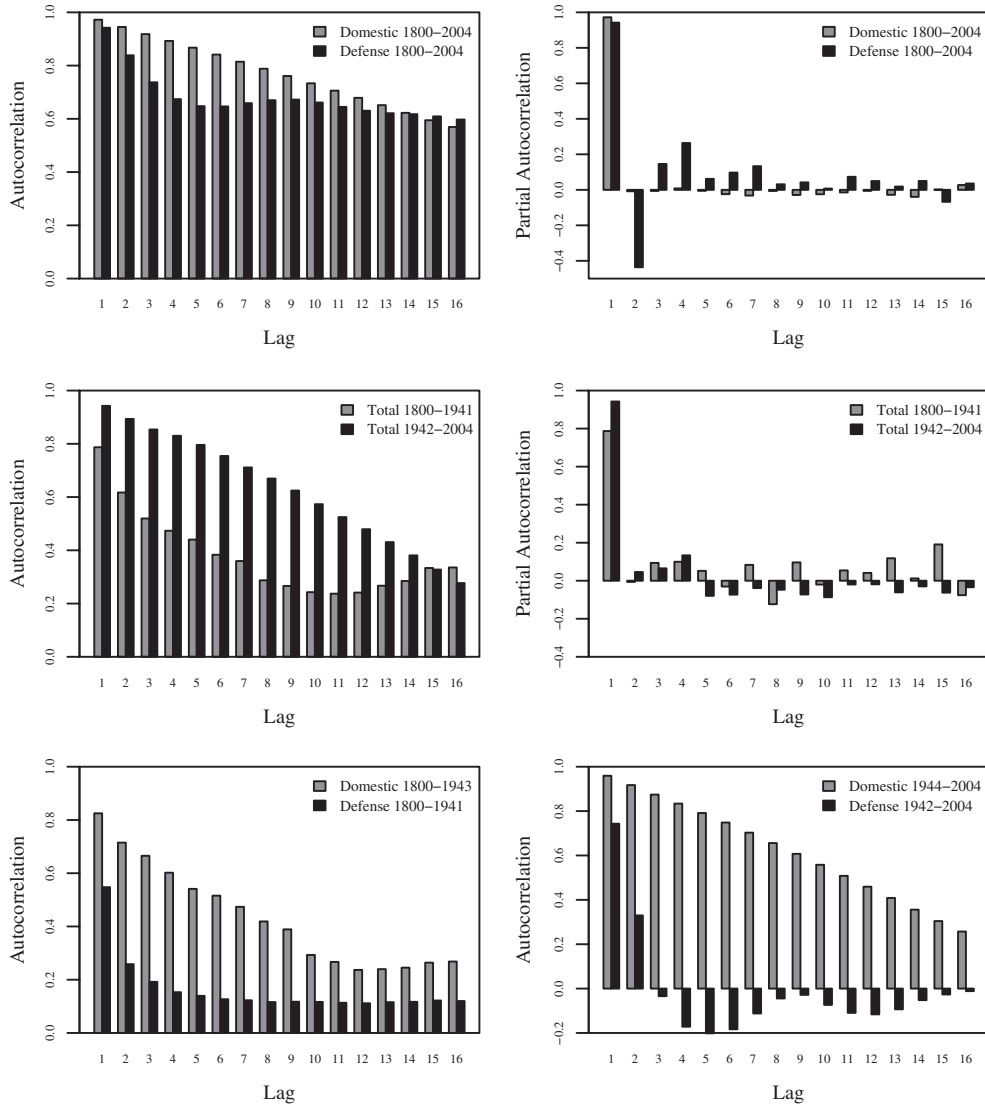 Autocorrelation
0.0 0.2 0.4 0.6 0.8 1.0
Domestic 1800−2004
Defense 1800−2004
1 2 3 4 5 6 7 8 9 10 11 12 13 14 15 16
Lag
Partial Autocorrelation
−0.4 −0.2 0.0 0.2 0.4 0.6 0.8 1.0
Domestic 1800−2004
Defense 1800−2004
1 2 3 4 5 6 7 8 9 10 11 12 13 14 15 16
Lag
Autocorrelation
0.0 0.2 0.4 0.6 0.8 1.0
Total 1800−1941
Total 1942−2004
1 2 3 4 5 6 7 8 9 10 11 12 13 14 15 16
Lag
Partial Autocorrelation
−0.4 −0.2 0.0 0.2 0.4 0.6 0.8 1.0
Total 1800−1941
Total 1942−2004
1 2 3 4 5 6 7 8 9 10 11 12 13 14 15 16
Lag
Autocorrelation
0.0 0.2 0.4 0.6 0.8 1.0
Domestic 1800−1943
Defense 1800−1941
1 2 3 4 5 6 7 8 9 10 11 12 13 14 15 16
Lag
Autocorrelation
−0.2 0.0 0.2 0.4 0.6 0.8 1.0
Domestic 1944−2004
Defense 1942−2004
1 2 3 4 5 6 7 8 9 10 11 12 13 14 15 16
Lag